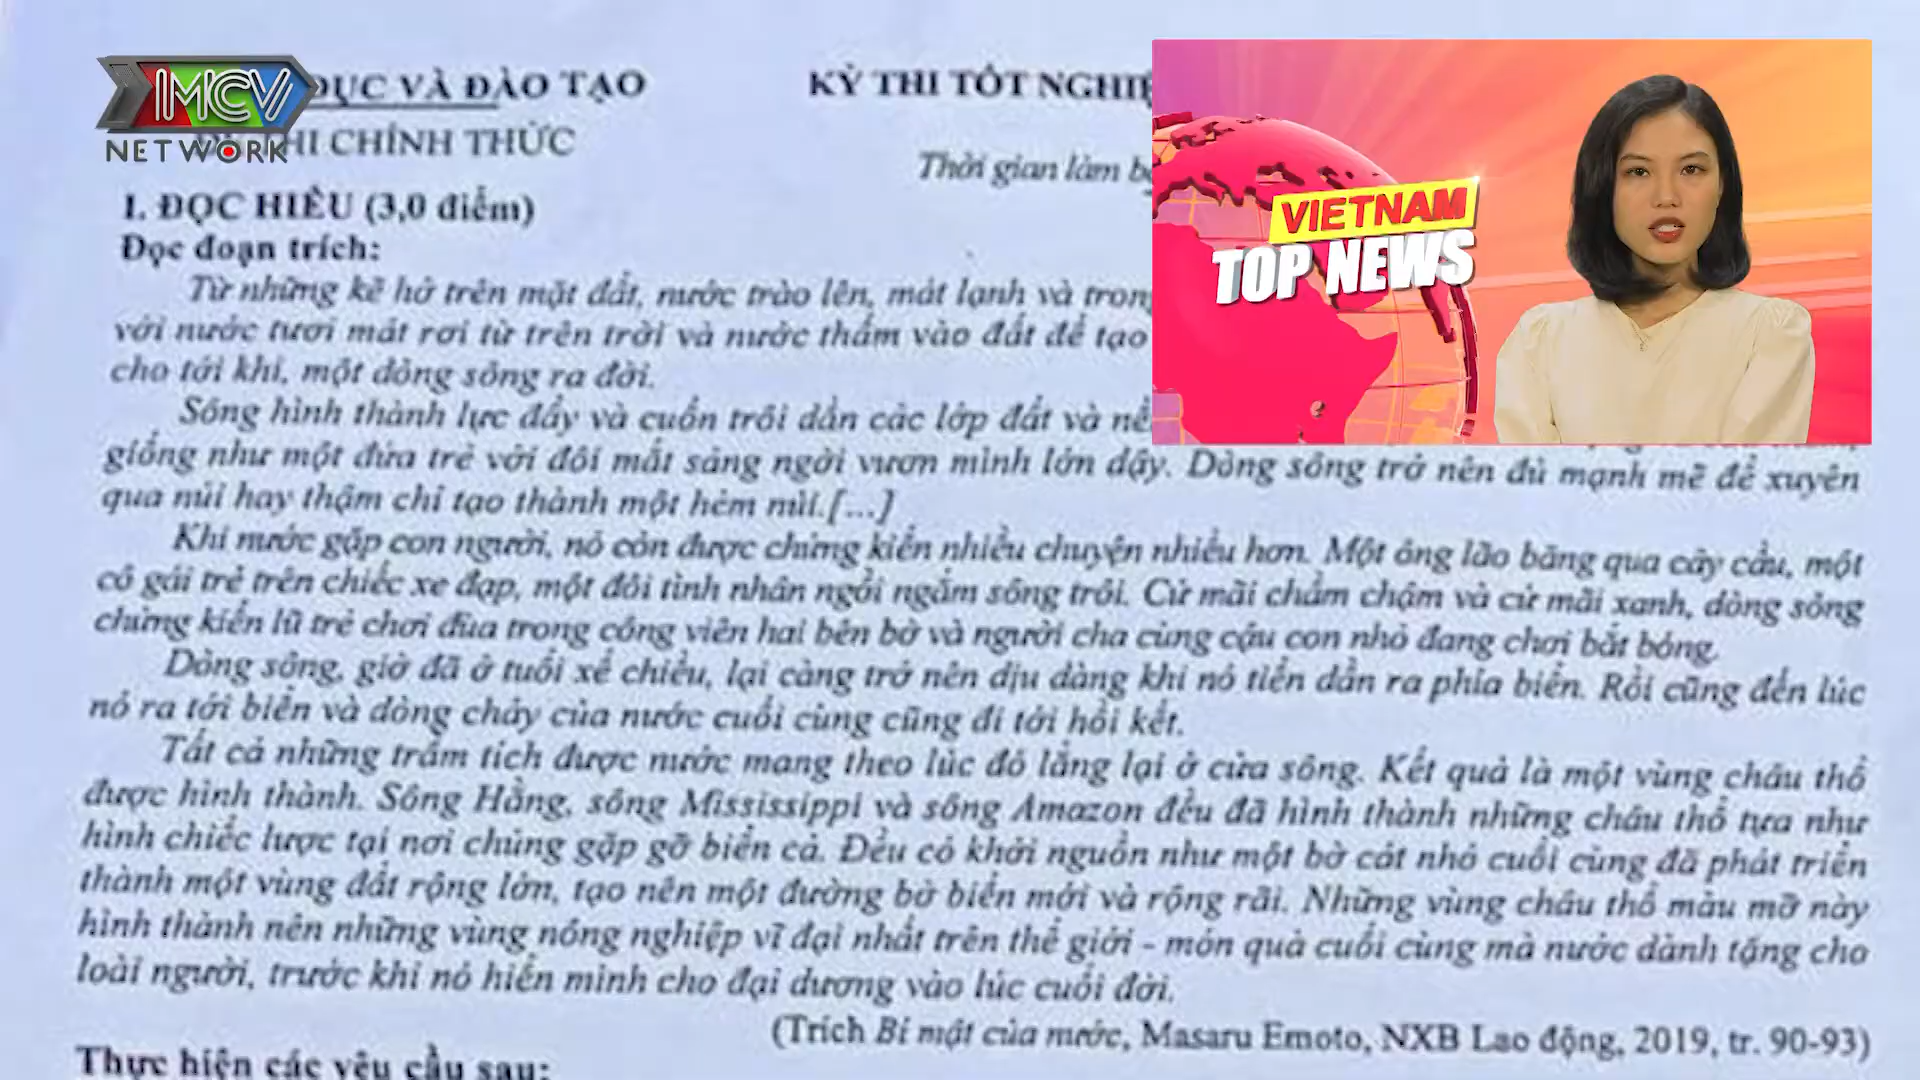 MCV
NETWORK
DỤC VÀ ĐÀO TẠO
KỲ THI TỐT NGHIỆ
THI CHÍNH THỨC
Thời gian làm b
VIETNAM
TOP NEWS
I. ĐỌC HIỂU (3,0 điểm)
Đọc đoạn trích:
Từ những kẽ hở trên mặt đất, nước trào lên, mát lạnh và tron
với nước tươi mát rơi từ trên trời và nước thấm vào đất để tạo
cho tới khi, một dòng sông ra đời.
Sông hình thành lực đẩy và cuốn trôi dần các lớp đất và
giống như một đứa trẻ với đôi mắt sáng ngời vươn mình lớn dậy. Dòng sông trở nên đủ mạnh mẽ để xuyên
qua núi hay thậm chí tạo thành một hẻm núi.[...]
Khi nước gặp con người, nó còn được chứng kiến nhiều chuyện nhiều hơn. Một ông lão băng qua cây cầu, một
cô gái trẻ trên chiếc xe đạp, một đôi tình nhân ngồi ngắm sông trôi. Cứ mãi chầm chậm và cứ mãi xanh, dòng sông
chứng kiến lũ trẻ chơi đùa trong công viên hai bên bờ và người cha cùng cậu con nhỏ đang chơi bắt bóng.
Dòng sông, giờ đã ở tuổi xế chiều, lại càng trở nên dịu dàng khi nó tiến dần ra phía biển. Rồi cũng đến lúc
nó ra tới biển và dòng chảy của nước cuối cùng cũng đi tới hồi kết.
Tất cả những trầm tích được nước mang theo lúc đó lắng lại ở cửa sông. Kết quả là một vùng châu thổ
được hình thành. Sông Hằng, sông Mississippi và sông Amazon đều đã hình thành những châu thổ tựa như
hình chiếc lược tại nơi chúng gặp gỡ biển cả. Đều có khởi nguồn như một bờ cát nhỏ cuối cùng đã phát triển
thành một vùng đất rộng lớn, tạo nên một đường bờ biển mới và rộng rãi. Những vùng châu thổ màu mỡ này
hình thành nên những vùng nông nghiệp vĩ đại nhất trên thế giới - món quà cuối cùng mà nước dành tặng cho
loài người, trước khi nó hiến mình cho đại dương vào lúc cuối đời.
(Trích Bí mật của nước, Masaru Emoto, NXB Lao động, 2019, tr. 90-93)
Thực hiện các yêu cầu sau: